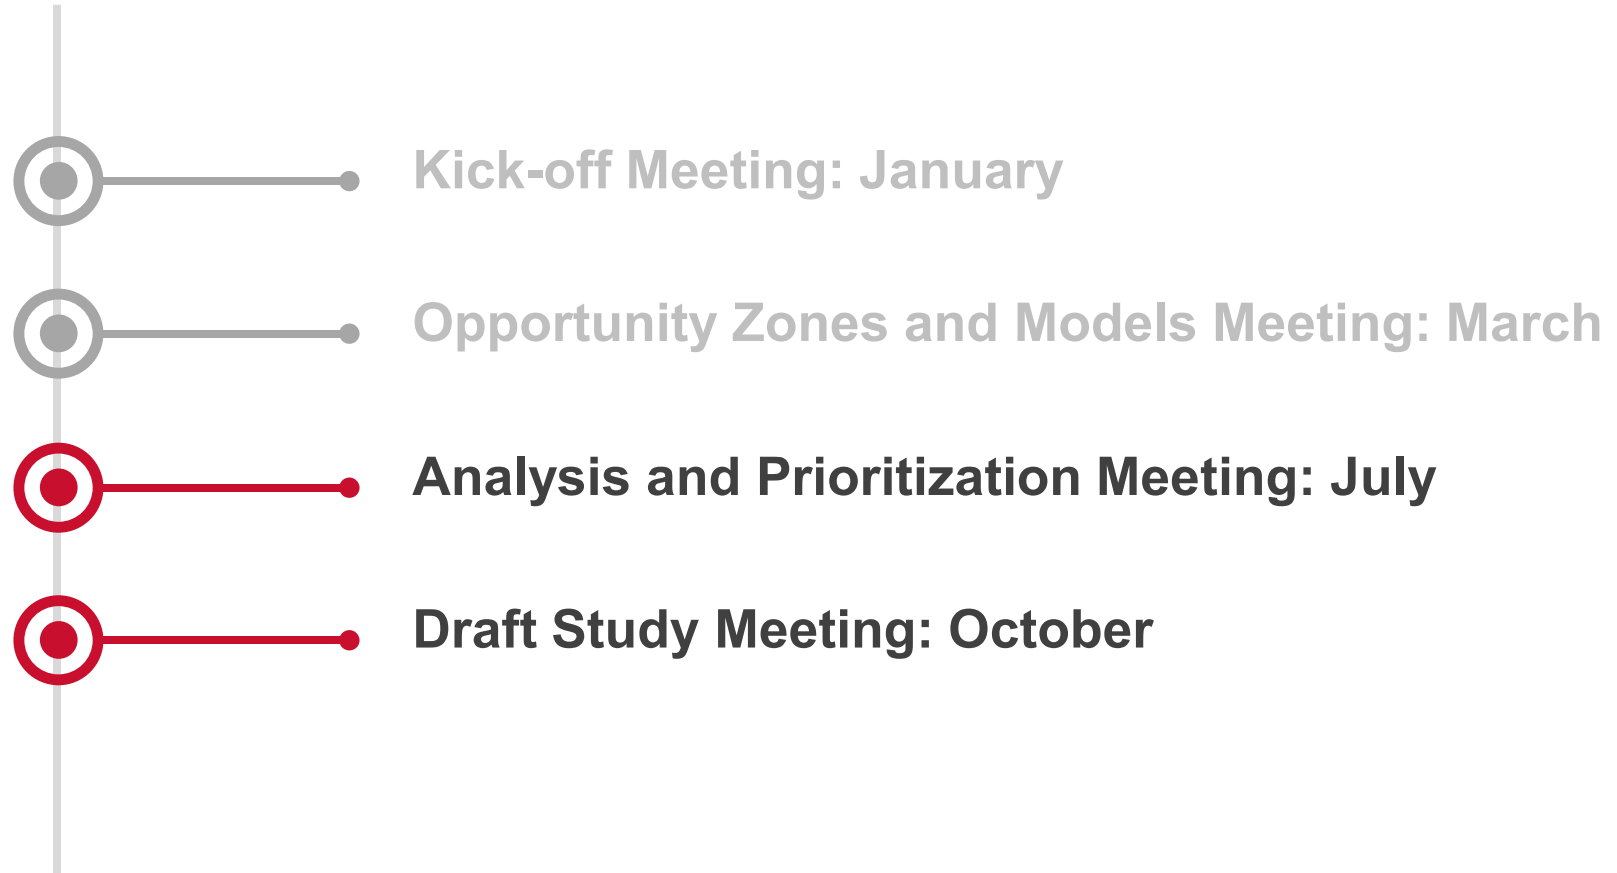 Kick-off Meeting: January
Opportunity Zones and Models Meeting: March
Analysis and Prioritization Meeting: July
Draft Study Meeting: October